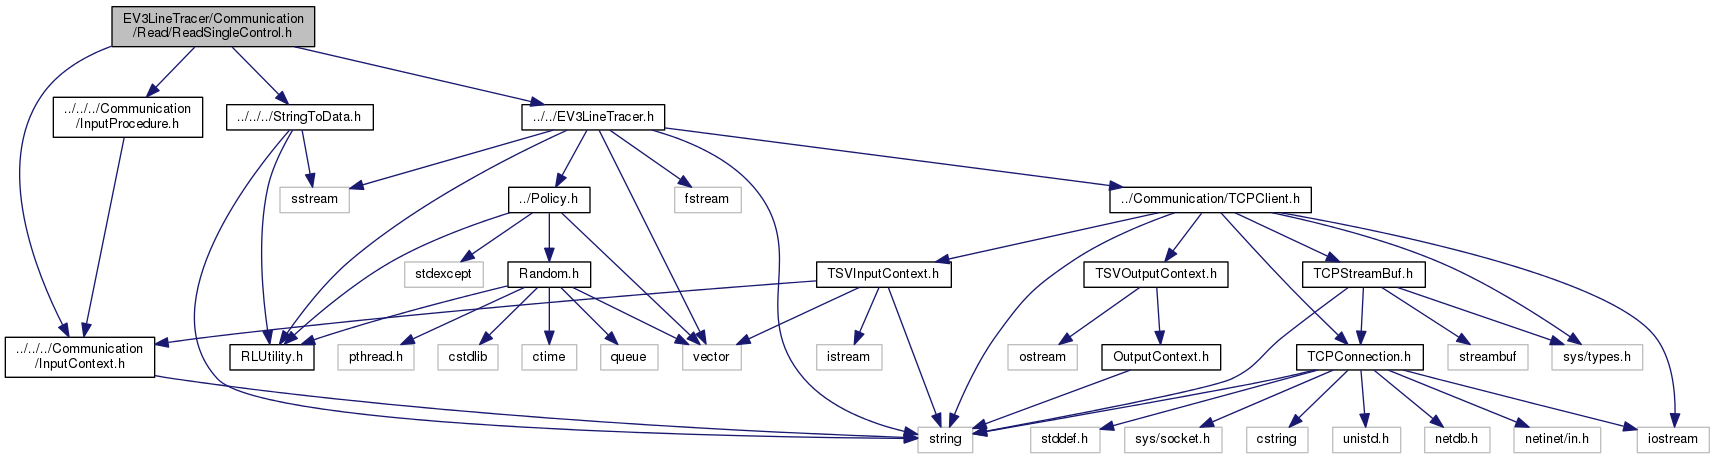 EV3LineTracer/Communication
/Read/ReadSingleControl.h
../../../Communication
/InputProcedure.h
../../../StringToData.h
../../EV3LineTracer.h
sstream
../Policy.h
fstream
../Communication/TCPClient.h
stdexcept
Random.h
TSVInputContext.h
TSVOutputContext.h
TCPStreamBuf.h
../../../Communication
/InputContext.h
RLUtility.h
pthread.h
cstdlib
ctime
queue
vector
istream
ostream
OutputContext.h
TCPConnection.h
streambuf
sys/types.h
string
stddef.h
sys/socket.h
cstring
unistd.h
netdb.h
netinet/in.h
iostream